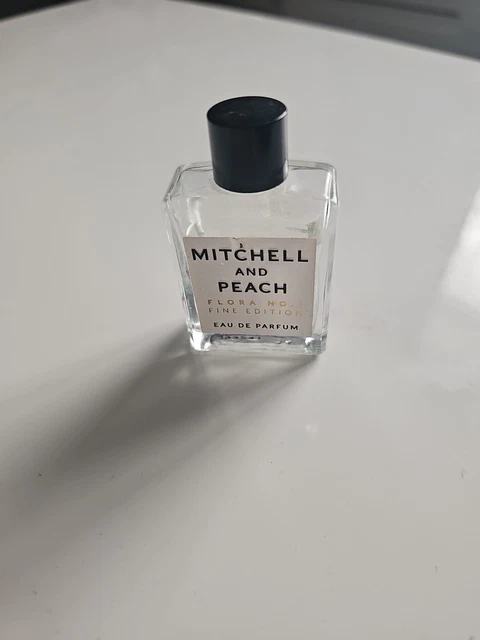 MITCHELL
AND
PEACH
FLORA NO.
FINE EDITION
EAU DE PARFUM